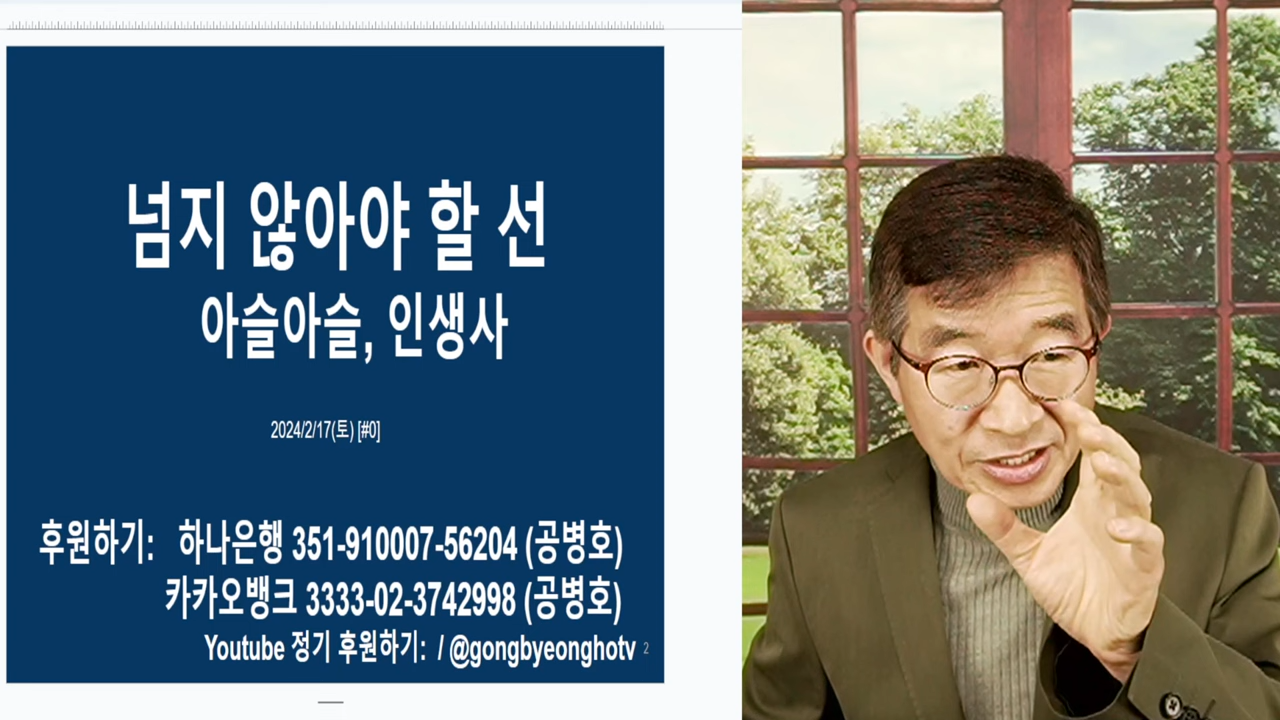 넘지 않아야 할 선
아슬아슬, 인생사
2024/2/17(토) [#0]
후원하기: 하나은행 351-910007-56204 (공병호)
카카오뱅크 3333-02-3742998 (공병호)
Youtube 정기 후원하기: / @gongbyeonghotv
2